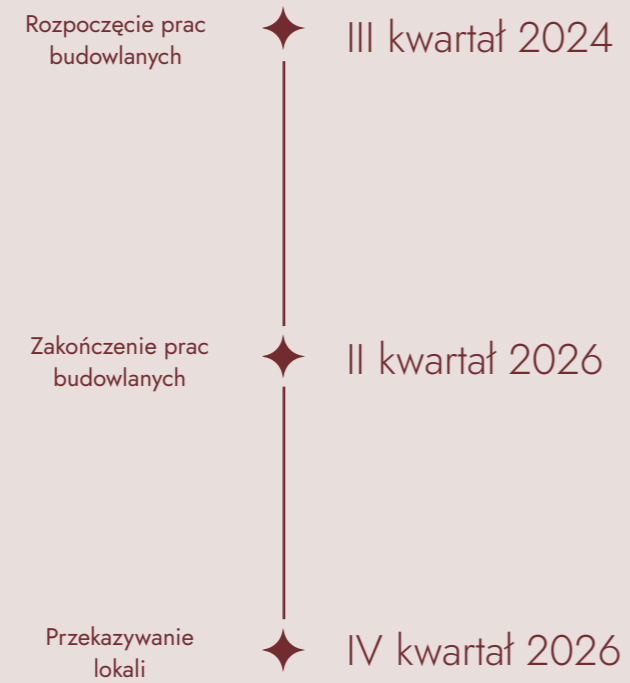 Rozpoczęcie prac
budowlanych
III kwartał 2024
Zakończenie prac
budowlanych
II kwartał 2026
Przekazywanie
lokali
IV kwartał 2026